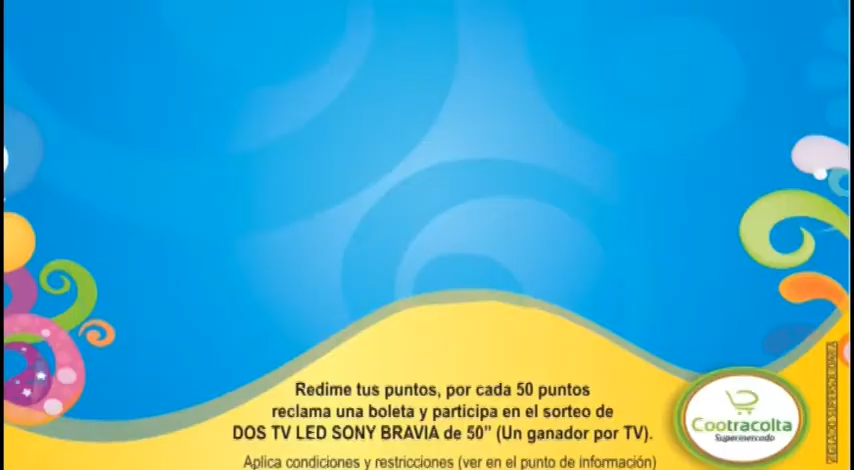 Redime tus puntos, por cada 50 puntos
reclama una boleta y participa en el sorteo de
DOS TV LED SONY BRAVIA de 50" (Un ganador por TV).
Aplica condiciones y restricciones (ver en el punto de información)
Cootracolta
Supermercado